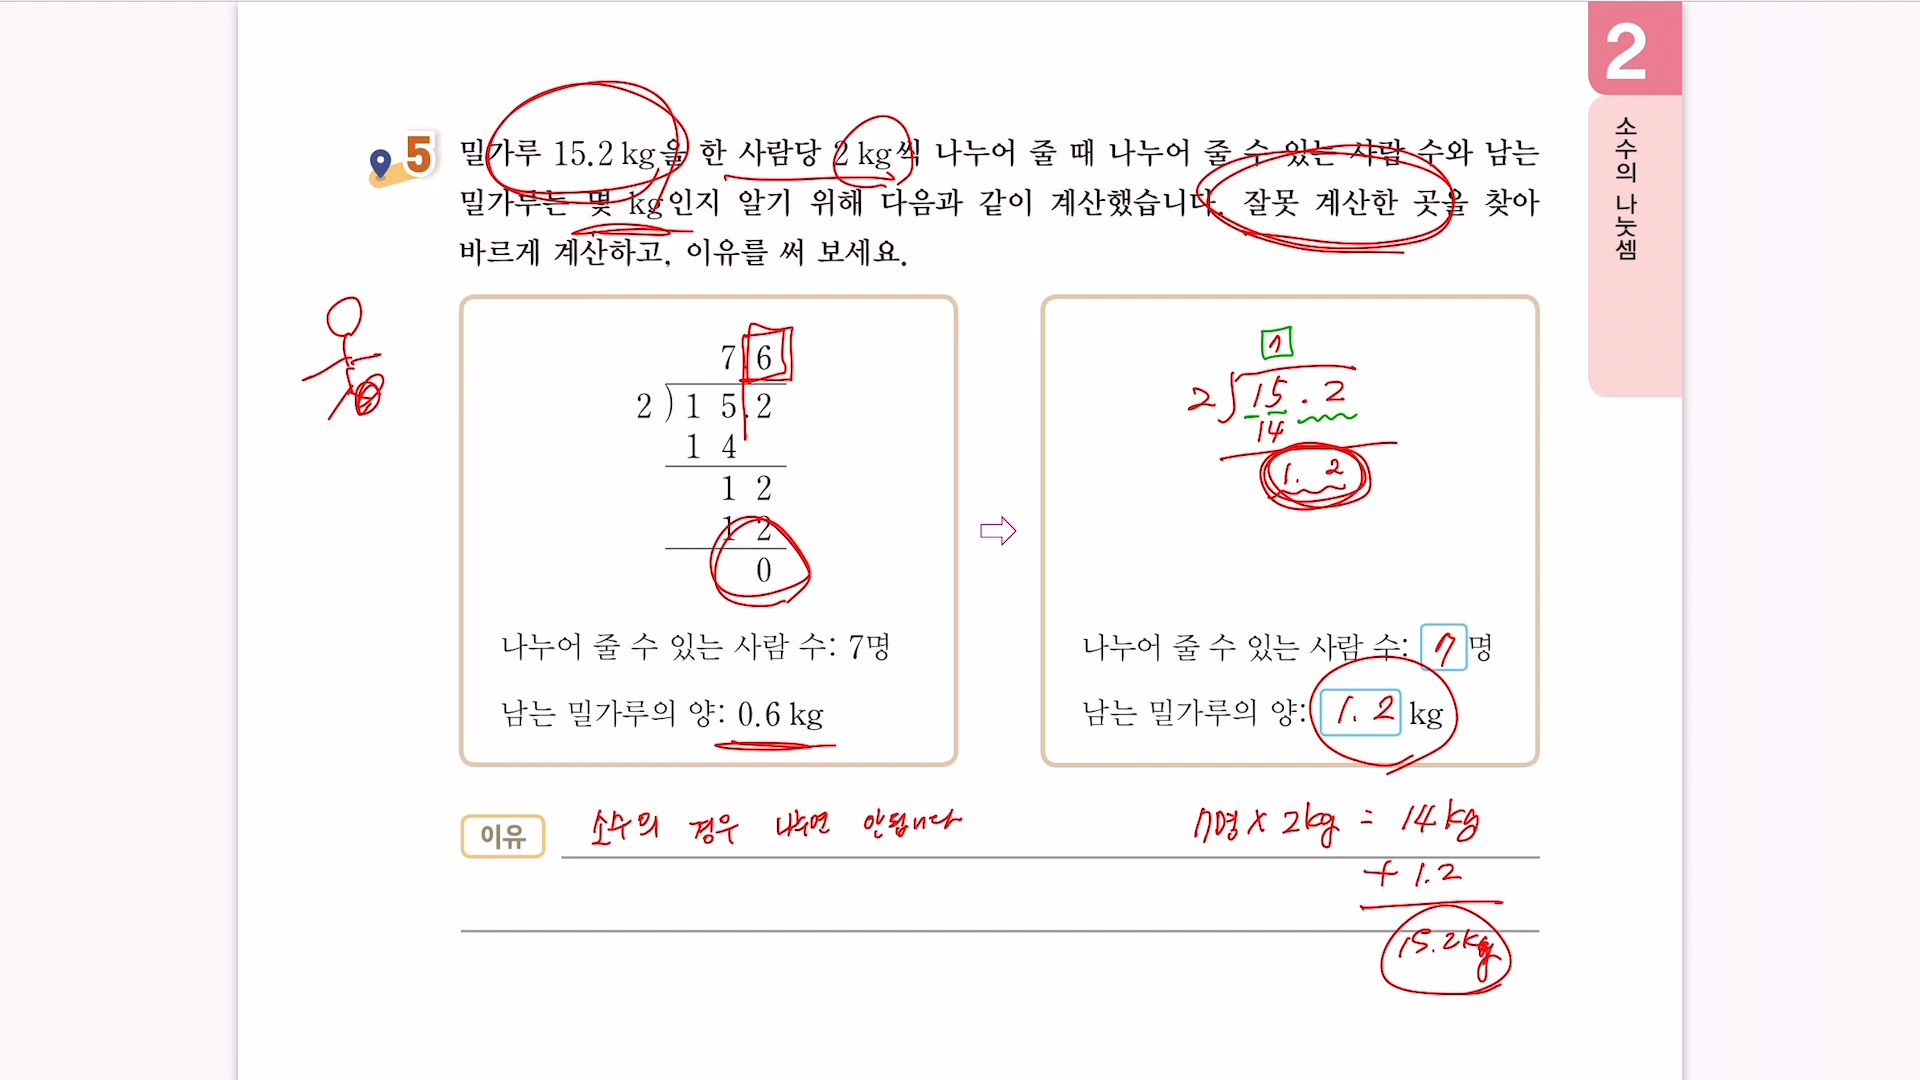 2
소수의 나눗셈
5 밀가루 15.2 kg을 한 사람당 2 kg씩 나누어 줄 때 나누어 줄 수 있는 사람 수와 남는
밀가루는 몇 kg인지 알기 위해 다음과 같이 계산했습니다. 잘못 계산한 곳을 찾아
바르게 계산하고, 이유를 써 보세요.
7.6
2 ) 1 5.2
1 4
1 2
1 2
0
나누어 줄 수 있는 사람 수: 7명
남는 밀가루의 양: 0.6 kg
7
2 ) 15.2
14
1.2
나누어 줄 수 있는 사람 수: 7 명
남는 밀가루의 양: 1.2 kg
이유 소수의 경우 나누면 안됩니다
7명 × 2kg = 14kg
+ 1.2
15.2kg